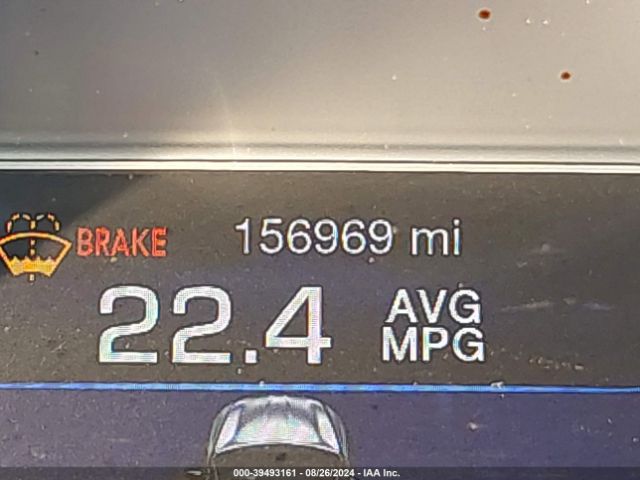 BRAKE 156969 mi
22.4 AVG
MPG
000-39493161 - 08/26/2024 - IAA Inc.